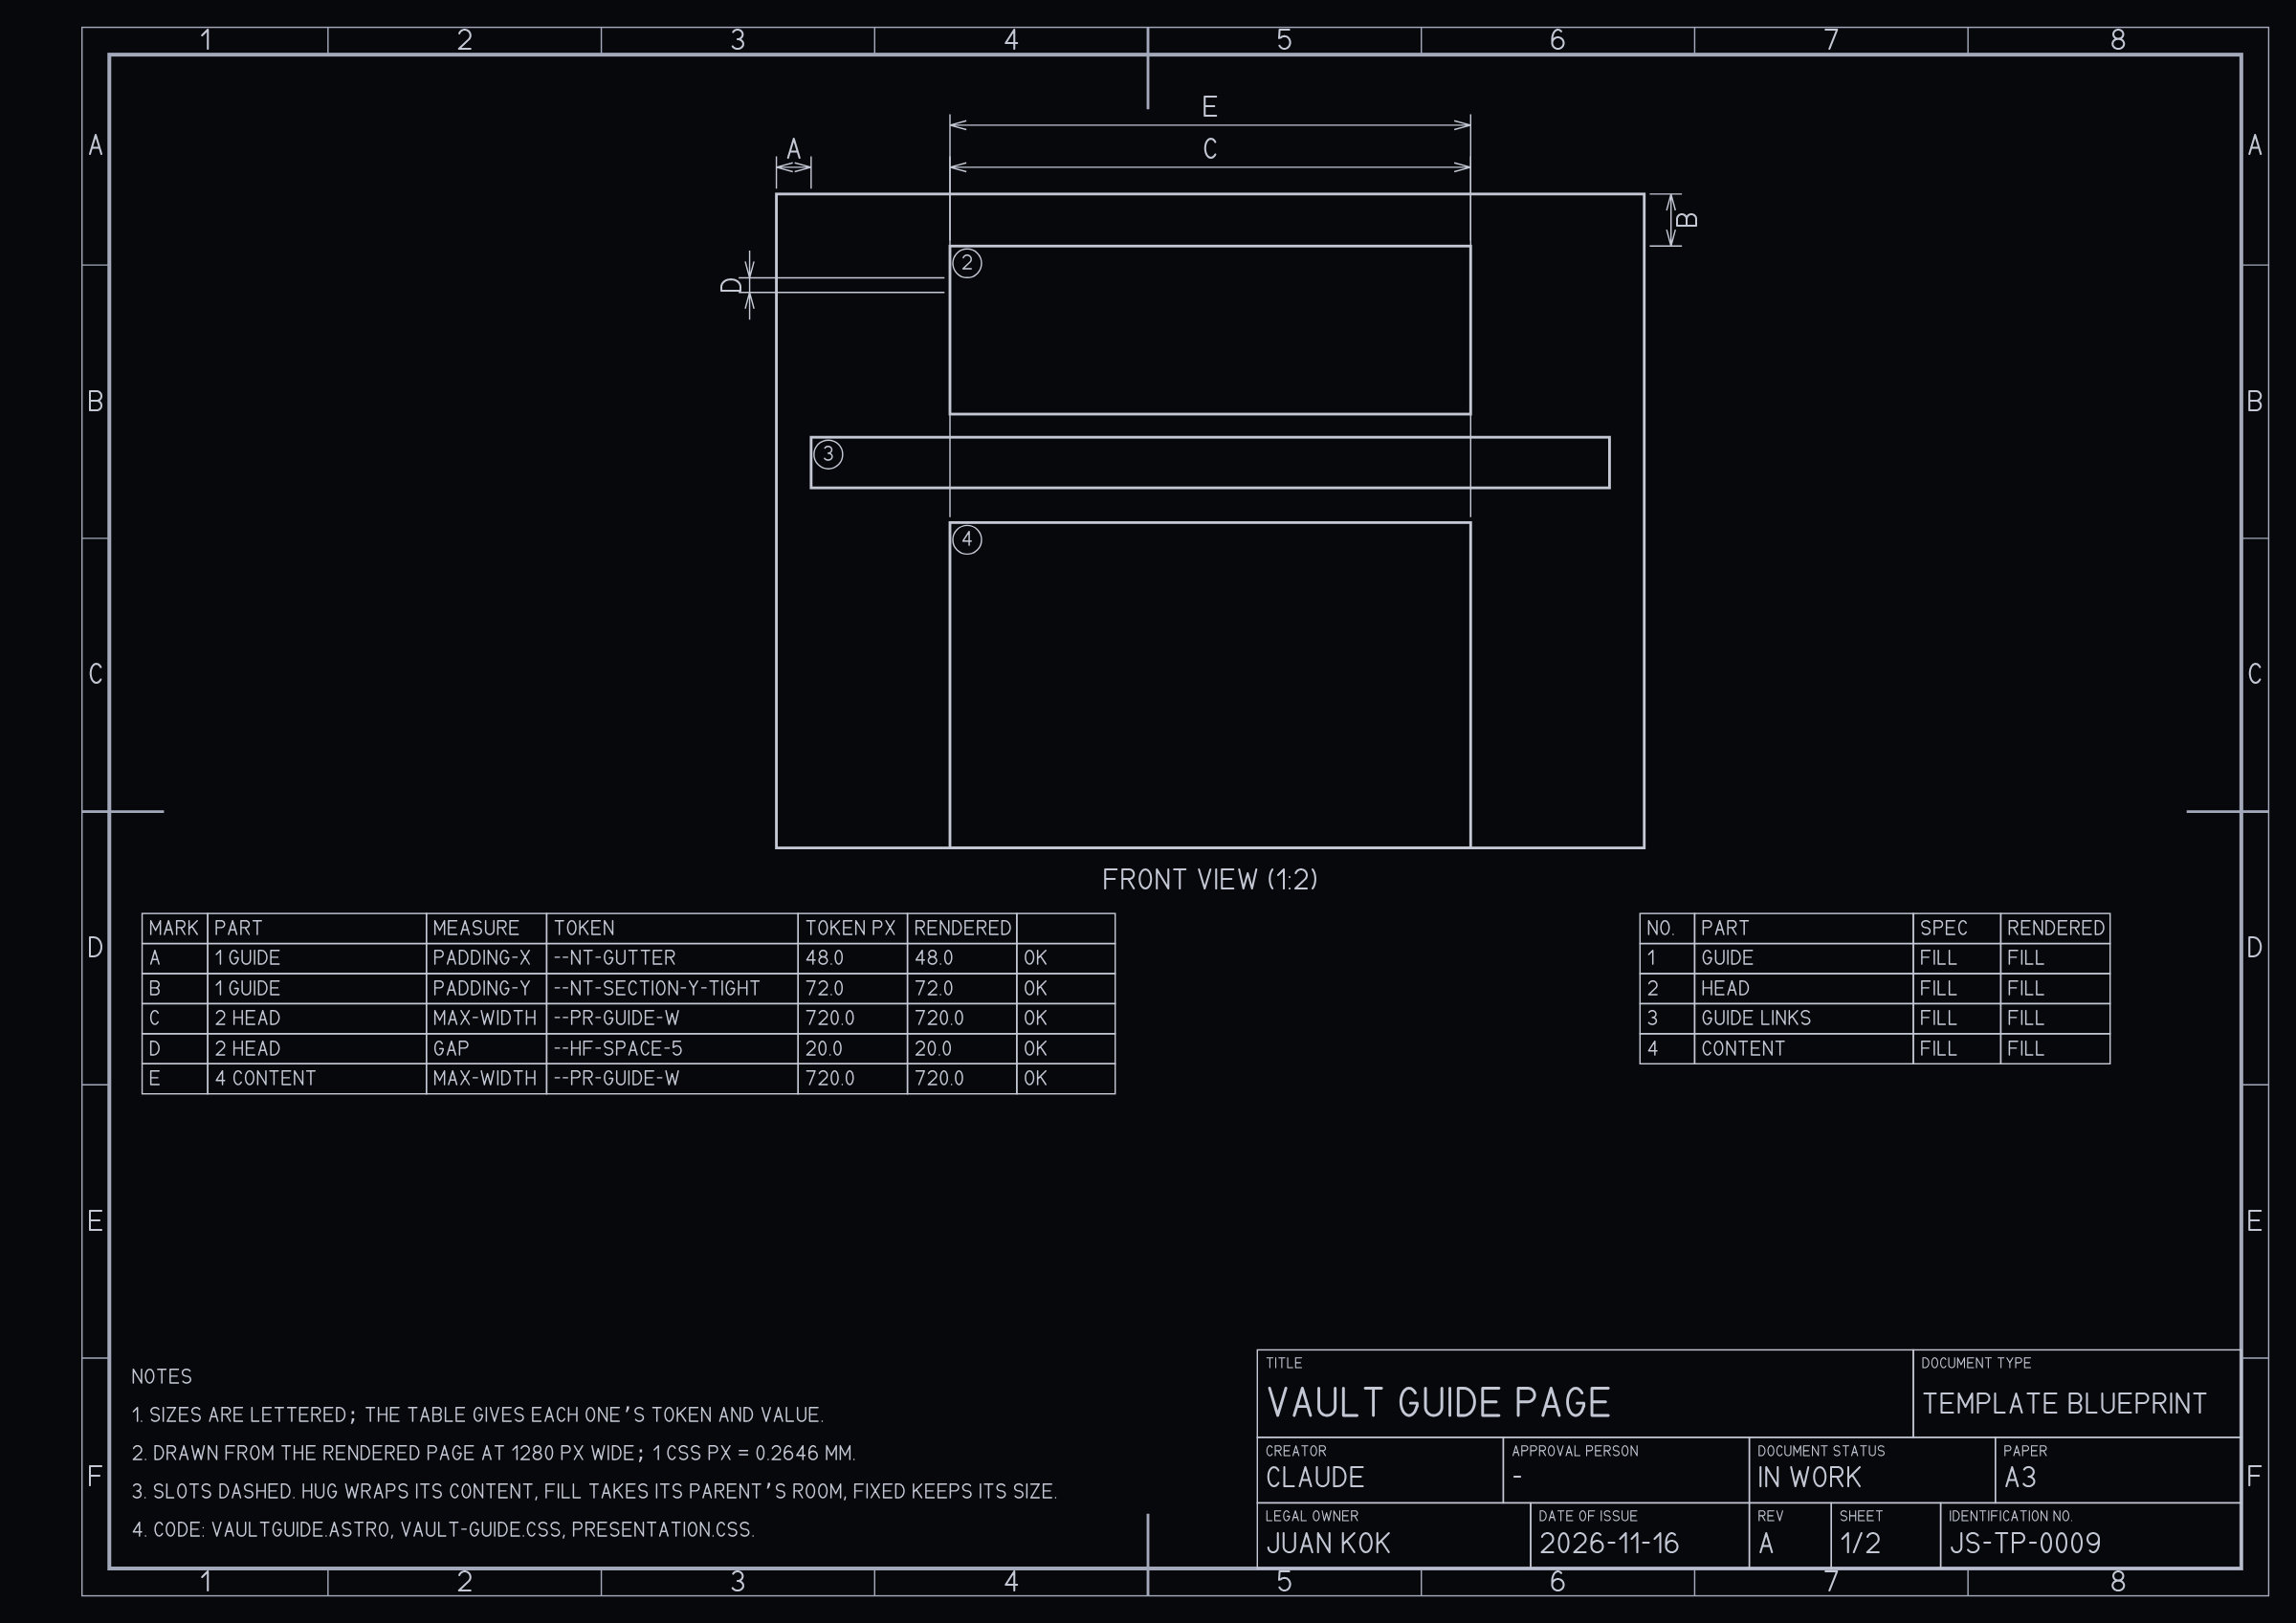 1 2 3 4 5 6 7 8
A A
B B
C C
D D
E E
F F
E
C
A
B
D
2
3
4
FRONT VIEW (1:2)
MARK PART MEASURE TOKEN TOKEN PX RENDERED
A 1 GUIDE PADDING-X --NT-GUTTER 48.0 48.0 OK
B 1 GUIDE PADDING-Y --NT-SECTION-Y-TIGHT 72.0 72.0 OK
C 2 HEAD MAX-WIDTH --PR-GUIDE-W 720.0 720.0 OK
D 2 HEAD GAP --HF-SPACE-5 20.0 20.0 OK
E 4 CONTENT MAX-WIDTH --PR-GUIDE-W 720.0 720.0 OK
NO. PART SPEC RENDERED
1 GUIDE FILL FILL
2 HEAD FILL FILL
3 GUIDE LINKS FILL FILL
4 CONTENT FILL FILL
NOTES
1. SIZES ARE LETTERED; THE TABLE GIVES EACH ONE'S TOKEN AND VALUE.
2. DRAWN FROM THE RENDERED PAGE AT 1280 PX WIDE; 1 CSS PX = 0.2646 MM.
3. SLOTS DASHED. HUG WRAPS ITS CONTENT, FILL TAKES ITS PARENT'S ROOM, FIXED KEEPS ITS SIZE.
4. CODE: VAULTGUIDE.ASTRO, VAULT-GUIDE.CSS, PRESENTATION.CSS.
TITLE DOCUMENT TYPE
VAULT GUIDE PAGE TEMPLATE BLUEPRINT
CREATOR APPROVAL PERSON DOCUMENT STATUS PAPER
CLAUDE - IN WORK A3
LEGAL OWNER DATE OF ISSUE REV SHEET IDENTIFICATION NO.
JUAN KOK 2026-11-16 A 1/2 JS-TP-0009
1 2 3 4 5 6 7 8